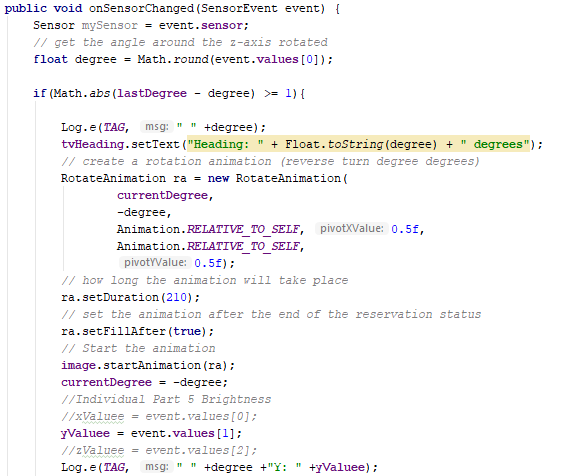 public void onSensorChanged(SensorEvent event) {
Sensor mySensor = event.sensor;
// get the angle around the z-axis rotated
float degree = Math.round(event.values[0]);
if(Math.abs(lastDegree - degree) >= 1){
Log.e(TAG, msg: " " +degree);
tvHeading.setText("Heading: " + Float.toString(degree) + " degrees");
// create a rotation animation (reverse turn degree degrees)
RotateAnimation ra = new RotateAnimation(
currentDegree,
-degree,
Animation.RELATIVE_TO_SELF, pivotXValue: 0.5f,
Animation.RELATIVE_TO_SELF,
pivotYValue: 0.5f);
// how long the animation will take place
ra.setDuration(210);
// set the animation after the end of the reservation status
ra.setFillAfter(true);
// Start the animation
image.startAnimation(ra);
currentDegree = -degree;
//Individual Part 5 Brightness
//xValuee = event.values[0];
yValuee = event.values[1];
//zValuee = event.values[2];
Log.e(TAG, msg: " " +degree +"Y: " +yValuee);